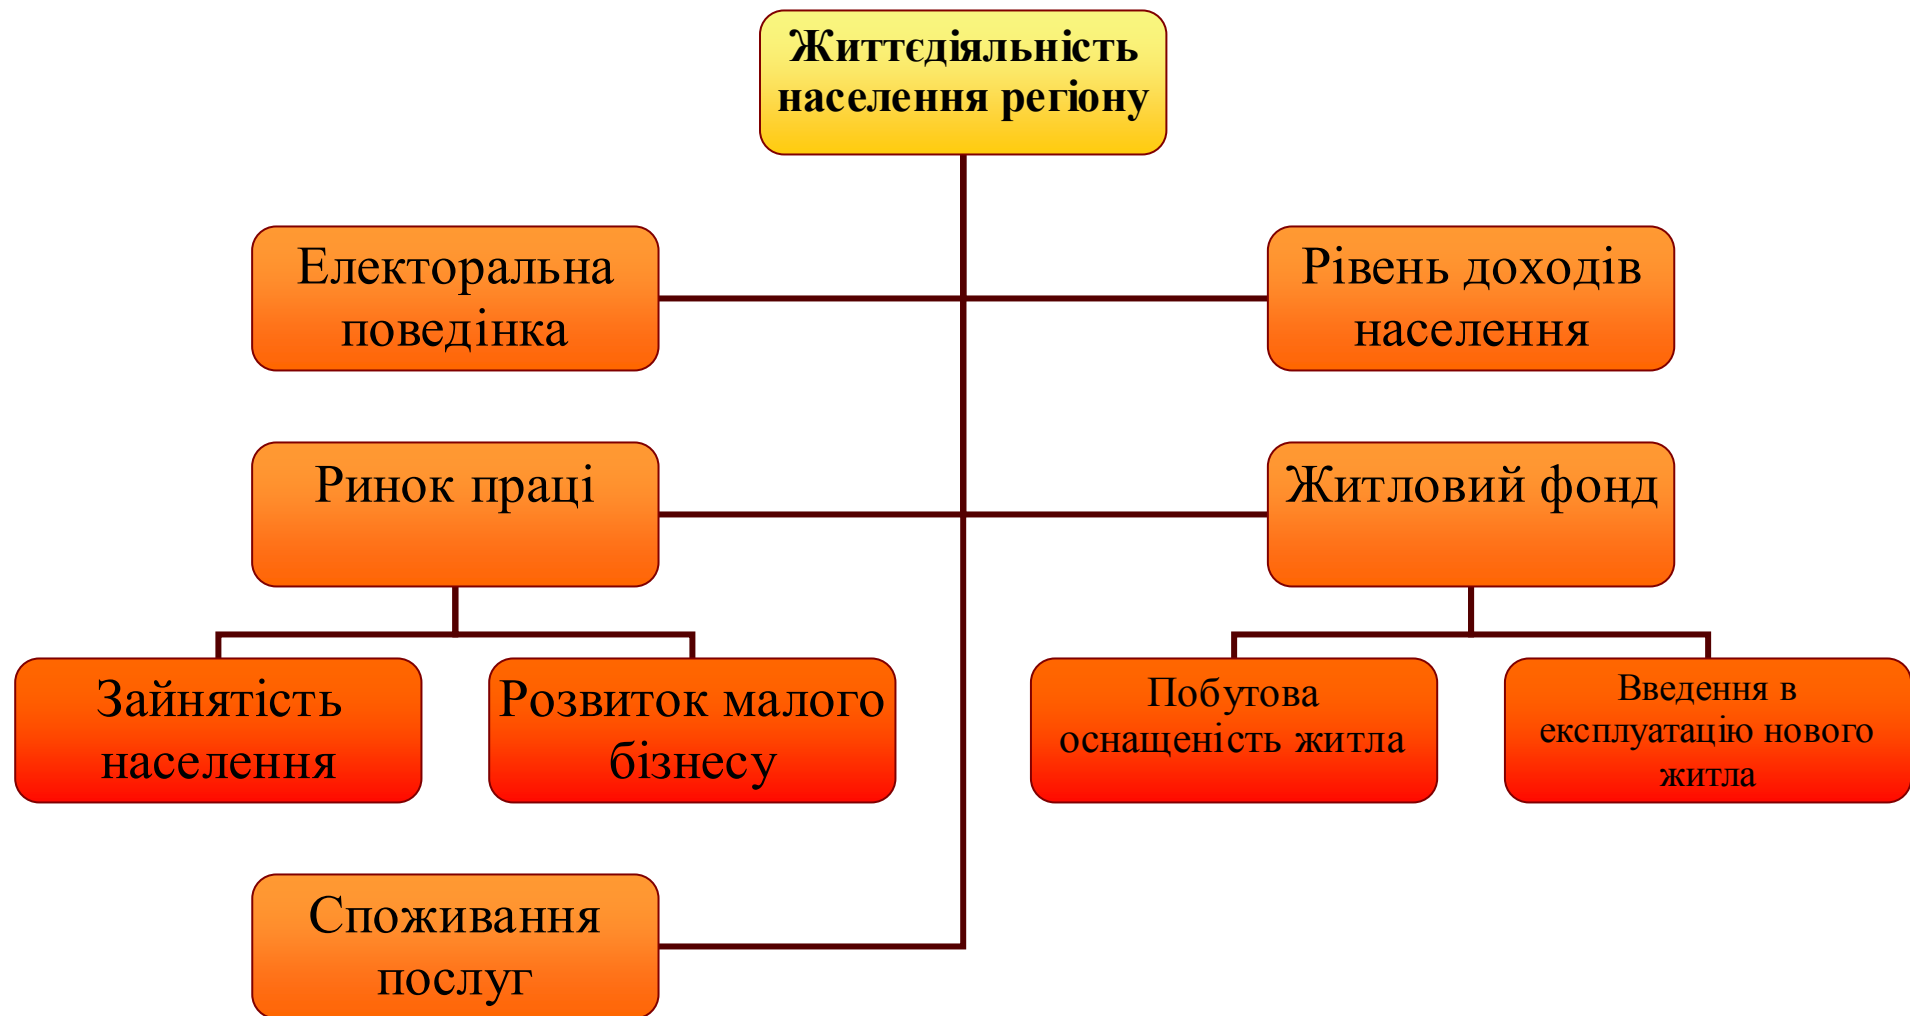 Життєдіяльність
населення регіону
Електоральна
поведінка
Рівень доходів
населення
Ринок праці
Житловий фонд
Зайнятість
населення
Розвиток малого
бізнесу
Побутова
оснащеність житла
Введення в
експлуатацію нового
житла
Споживання
послуг